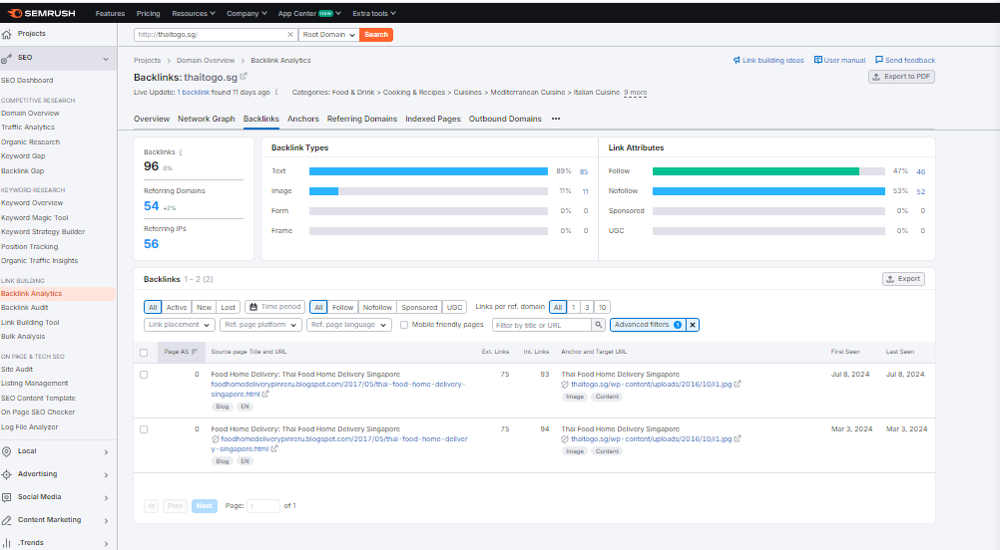 SEMRUSH
Features Pricing Resources Company App Center new Extra tools
Projects
SEO
SEO Dashboard
COMPETITIVE RESEARCH
Domain Overview
Traffic Analytics
Organic Research
Keyword Gap
Backlink Gap
KEYWORD RESEARCH
Keyword Overview
Keyword Magic Tool
Keyword Strategy Builder
Position Tracking
Organic Traffic Insights
LINK BUILDING
Backlink Analytics
Backlink Audit
Link Building Tool
Bulk Analysis
ON PAGE & TECH SEO
Site Audit
Listing Management
SEO Content Template
On Page SEO Checker
Log File Analyzer
Local
Advertising
Social Media
Content Marketing
.Trends
http://thaitogo.sg/ × Root Domain Search
Projects > Domain Overview > Backlink Analytics
Link building ideas User manual Send feedback
Backlinks: thaitogo.sg
Export to PDF
Live Update: 1 backlink found 11 days ago i Categories: Food & Drink > Cooking & Recipes > Cuisines > Mediterranean Cuisine > Italian Cuisine 9 more
Overview Network Graph Backlinks Anchors Referring Domains Indexed Pages Outbound Domains •••
Backlinks i
96 0%
Referring Domains
54 +2%
Referring IPs
56
Backlink Types
Text 89% 85
Image 11% 11
Form 0% 0
Frame 0% 0
Link Attributes
Follow 47% 46
Nofollow 53% 52
Sponsored 0% 0
UGC 0% 0
Backlinks 1 - 2 (2)
Export
All Active New Lost Time period All Follow Nofollow Sponsored UGC Links per ref. domain All 1 3 10
Link placement Ref. page platform Ref. page language Mobile friendly pages Filter by title or URL Advanced filters 1 ×
Page AS Source page Title and URL Ext. Links Int. Links Anchor and Target URL First Seen Last Seen
0 Food Home Delivery: Thai Food Home Delivery Singapore 75 93 Thai Food Home Delivery Singapore Jul 8, 2024 Jul 8, 2024
foodhomedeliverypinreru.blogspot.com/2017/05/thai-food-home-delivery- thaitogo.sg/wp-content/uploads/2016/10/i1.jpg
singapore.html Image Content
Blog EN
0 Food Home Delivery: Thai Food Home Delivery Singapore 75 94 Thai Food Home Delivery Singapore Mar 3, 2024 Mar 3, 2024
foodhomedeliverypinreru.blogspot.com/2017/05/thai-food-home-deliver thaitogo.sg/wp-content/uploads/2016/10/i1.jpg
y-singapore.html Image Content
Blog EN
Prev Next Page: 1 of 1